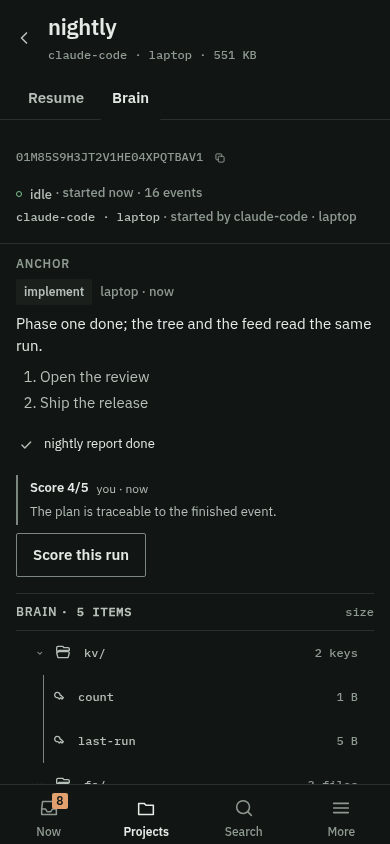 nightly
claude-code · laptop · 551 KB
Resume Brain
01M85S9H3JT2V1HE04XPQTBAV1
idle · started now · 16 events
claude-code · laptop · started by claude-code · laptop
ANCHOR
implement laptop · now
Phase one done; the tree and the feed read the same
run.
1. Open the review
2. Ship the release
nightly report done
Score 4/5 you · now
The plan is traceable to the finished event.
Score this run
BRAIN · 5 ITEMS size
kv/ 2 keys
count 1 B
last-run 5 B
8
Now Projects Search More